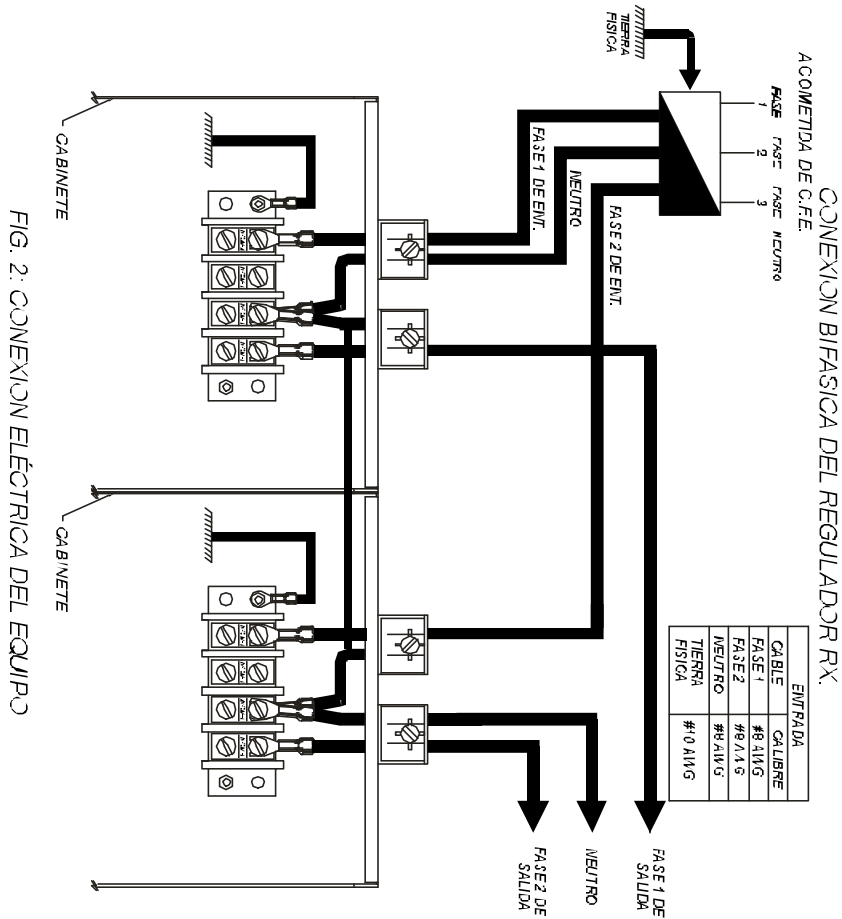 CONEXION BIFASICA DEL REGULADOR RX.
ACOMETIDA DE C.F.E.
FASE FASE FASE NEUTRO
1 2 3
TIERRA
FISICA
FASE 1 DE ENT.
NEUTRO
FASE 2 DE ENT.
ENTRADA
CABLE CALIBRE
FASE 1 #8 AWG
FASE 2 #8 AWG
NEUTRO #8 AWG
TIERRA
FISICA #10 AWG
FASE 1 DE
SALIDA
NEUTRO
FASE 2 DE
SALIDA
CABINETE
CABINETE
FIG. 2: CONEXION ELÉCTRICA DEL EQUIPO